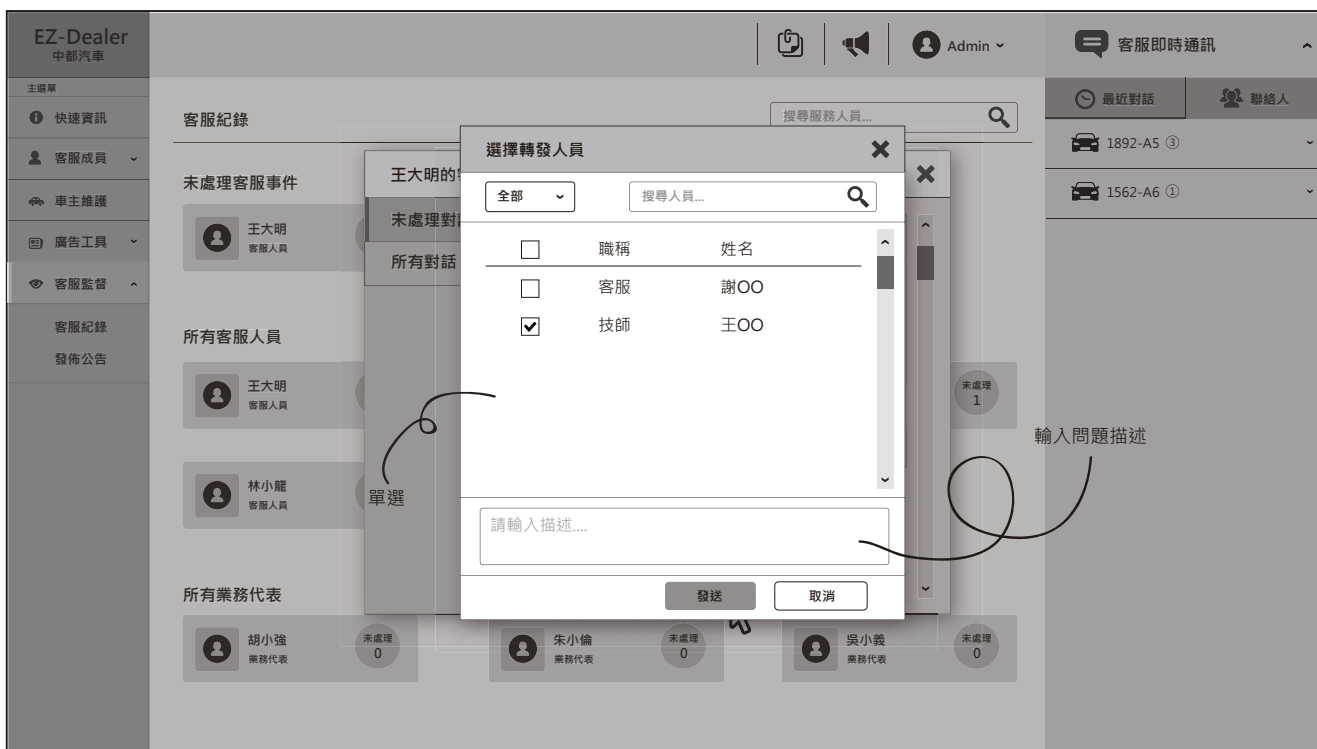 EZ-Dealer
中都汽車
Admin
客服即時通訊
主選單
快速資訊
客服成員
車主維護
廣告工具
客服監督
客服紀錄
發佈公告
客服紀錄
搜尋服務人員...
未處理客服事件
王大明
客服人員
所有客服人員
王大明
客服人員
未處理
1
林小龍
客服人員
所有業務代表
胡小強
業務代表
未處理
0
朱小倫
業務代表
未處理
0
吳小義
業務代表
未處理
0
王大明的
未處理對
所有對話
選擇轉發人員
全部
搜尋人員...
職稱 姓名
客服 謝OO
技師 王OO
請輸入描述....
發送 取消
單選
輸入問題描述
最近對話 聯絡人
1892-A5 ③
1562-A6 ①